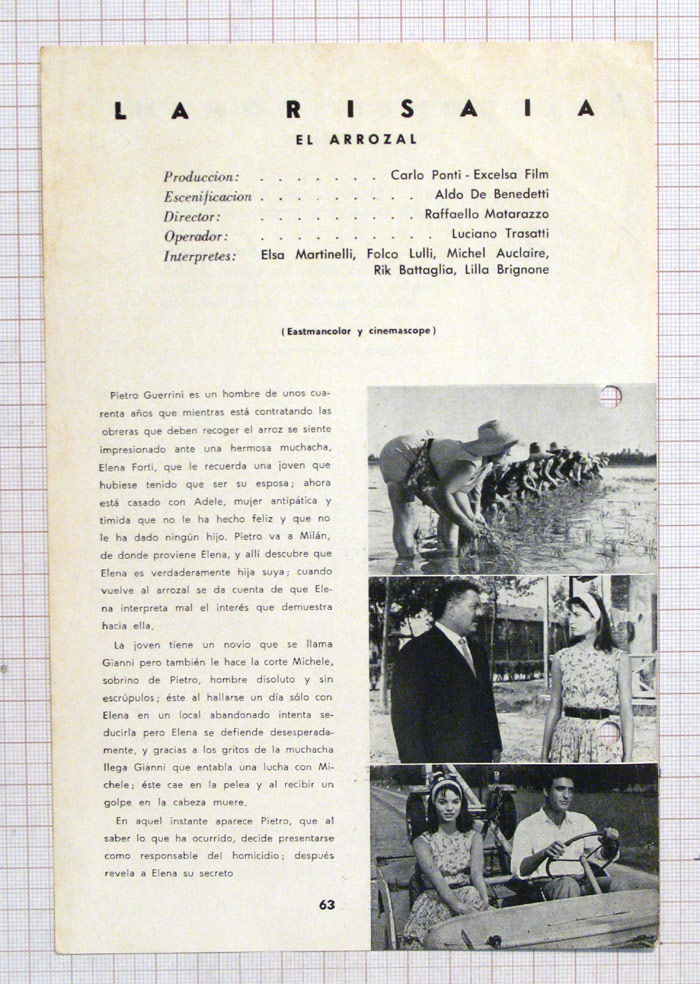 LA RISAIA
EL ARROZAL
Produccion: . . . . . . . Carlo Ponti - Excelsa Film
Escenificacion . . . . . . . . . Aldo De Benedetti
Director: . . . . . . . . . Raffaello Matarazzo
Operador: . . . . . . . . . . Luciano Trasatti
Interpretes: Elsa Martinelli, Folco Lulli, Michel Auclaire,
Rik Battaglia, Lilla Brignone
(Eastmancolor y cinemascope)
Pietro Guerrini es un hombre de unos cua-
renta años que mientras está contratando las
obreras que deben recoger el arroz se siente
impresionado ante una hermosa muchacha,
Elena Forti, que le recuerda una joven que
hubiese tenido que ser su esposa; ahora
está casado con Adele, mujer antipática y
timida que no le ha hecho feliz y que no
le ha dado ningún hijo. Pietro va a Milán,
de donde proviene Elena, y allí descubre que
Elena es verdaderamente hija suya; cuando
vuelve al arrozal se da cuenta de que Ele-
na interpreta mal el interés que demuestra
hacia ella.
La joven tiene un novio que se llama
Gianni pero también le hace la corte Michele,
sobrino de Pietro, hombre disoluto y sin
escrúpulos; éste al hallarse un día sólo con
Elena en un local abandonado intenta se-
ducirla pero Elena se defiende desesperada-
mente, y gracias a los gritos de la muchacha
llega Gianni que entabla una lucha con Mi-
chele; éste cae en la pelea y al recibir un
golpe en la cabeza muere.
En aquel instante aparece Pietro, que al
saber lo que ha ocurrido, decide presentarse
como responsable del homicidio; después
revela a Elena su secreto
63